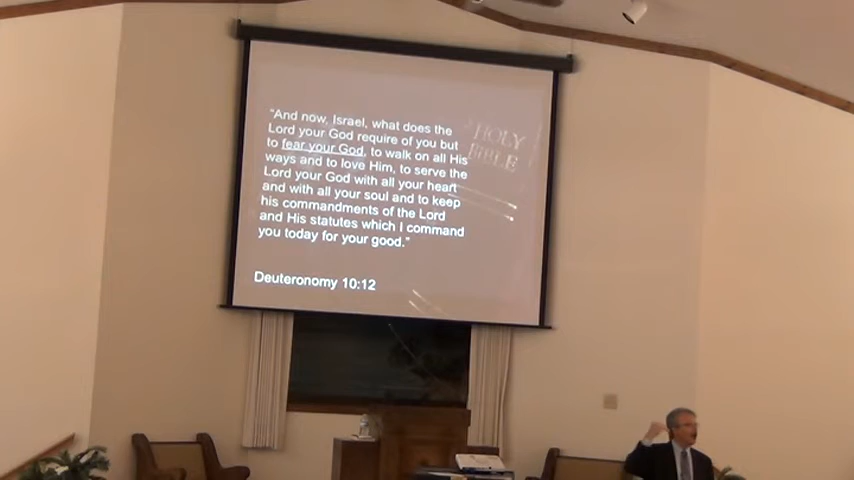 "And now, Israel, what does the
Lord your God require of you but
to fear your God, to walk on all His
ways and to love Him, to serve the
Lord your God with all your heart
and with all your soul and to keep
his commandments of the Lord
and His statutes which I command
you today for your good."
Deuteronomy 10:12
HOLY
BIBLE